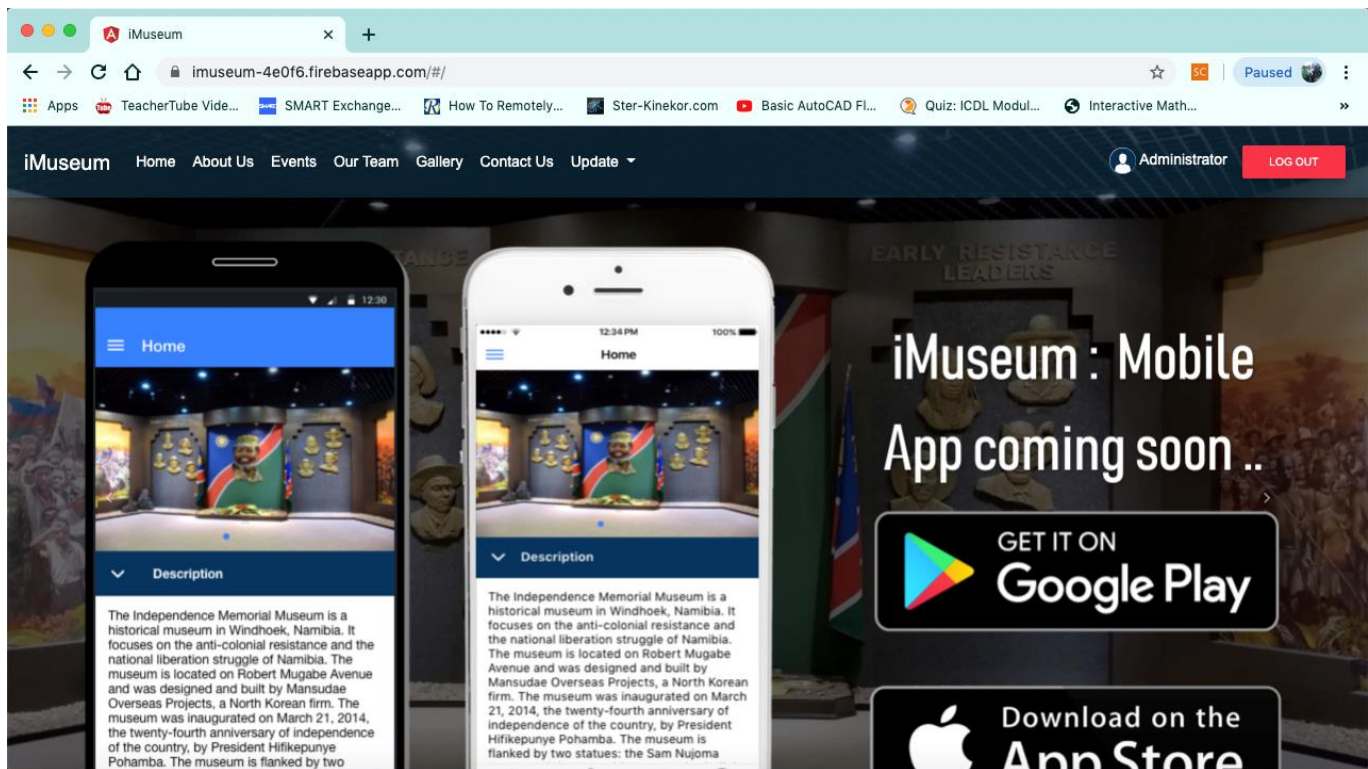 iMuseum
imuseum-4e0f6.firebaseapp.com/#/
SC
Paused
Apps
Tube
TeacherTube Vide...
SMART
SMART Exchange...
How To Remotely...
Ster-Kinekor.com
Basic AutoCAD Fl...
Quiz: ICDL Modul...
Interactive Math...
»
iMuseum Home About Us Events Our Team Gallery Contact Us Update
Administrator
LOG OUT
EARLY RESISTANCE
LEADERS
12:30
Home
Description
The Independence Memorial Museum is a
historical museum in Windhoek, Namibia. It
focuses on the anti-colonial resistance and the
national liberation struggle of Namibia. The
museum is located on Robert Mugabe Avenue
and was designed and built by Mansudae
Overseas Projects, a North Korean firm. The
museum was inaugurated on March 21, 2014,
the twenty-fourth anniversary of independence
of the country, by President Hifikepunye
Pohamba. The museum is flanked by two
12:34 PM
100%
Home
Description
The Independence Memorial Museum is a
historical museum in Windhoek, Namibia. It
focuses on the anti-colonial resistance and
the national liberation struggle of Namibia.
The museum is located on Robert Mugabe
Avenue and was designed and built by
Mansudae Overseas Projects, a North Korean
firm. The museum was inaugurated on March
21, 2014, the twenty-fourth anniversary of
independence of the country, by President
Hifikepunye Pohamba. The museum is
flanked by two statues: the Sam Nujoma
iMuseum : Mobile
App coming soon ..
GET IT ON
Google Play
Download on the
App Store